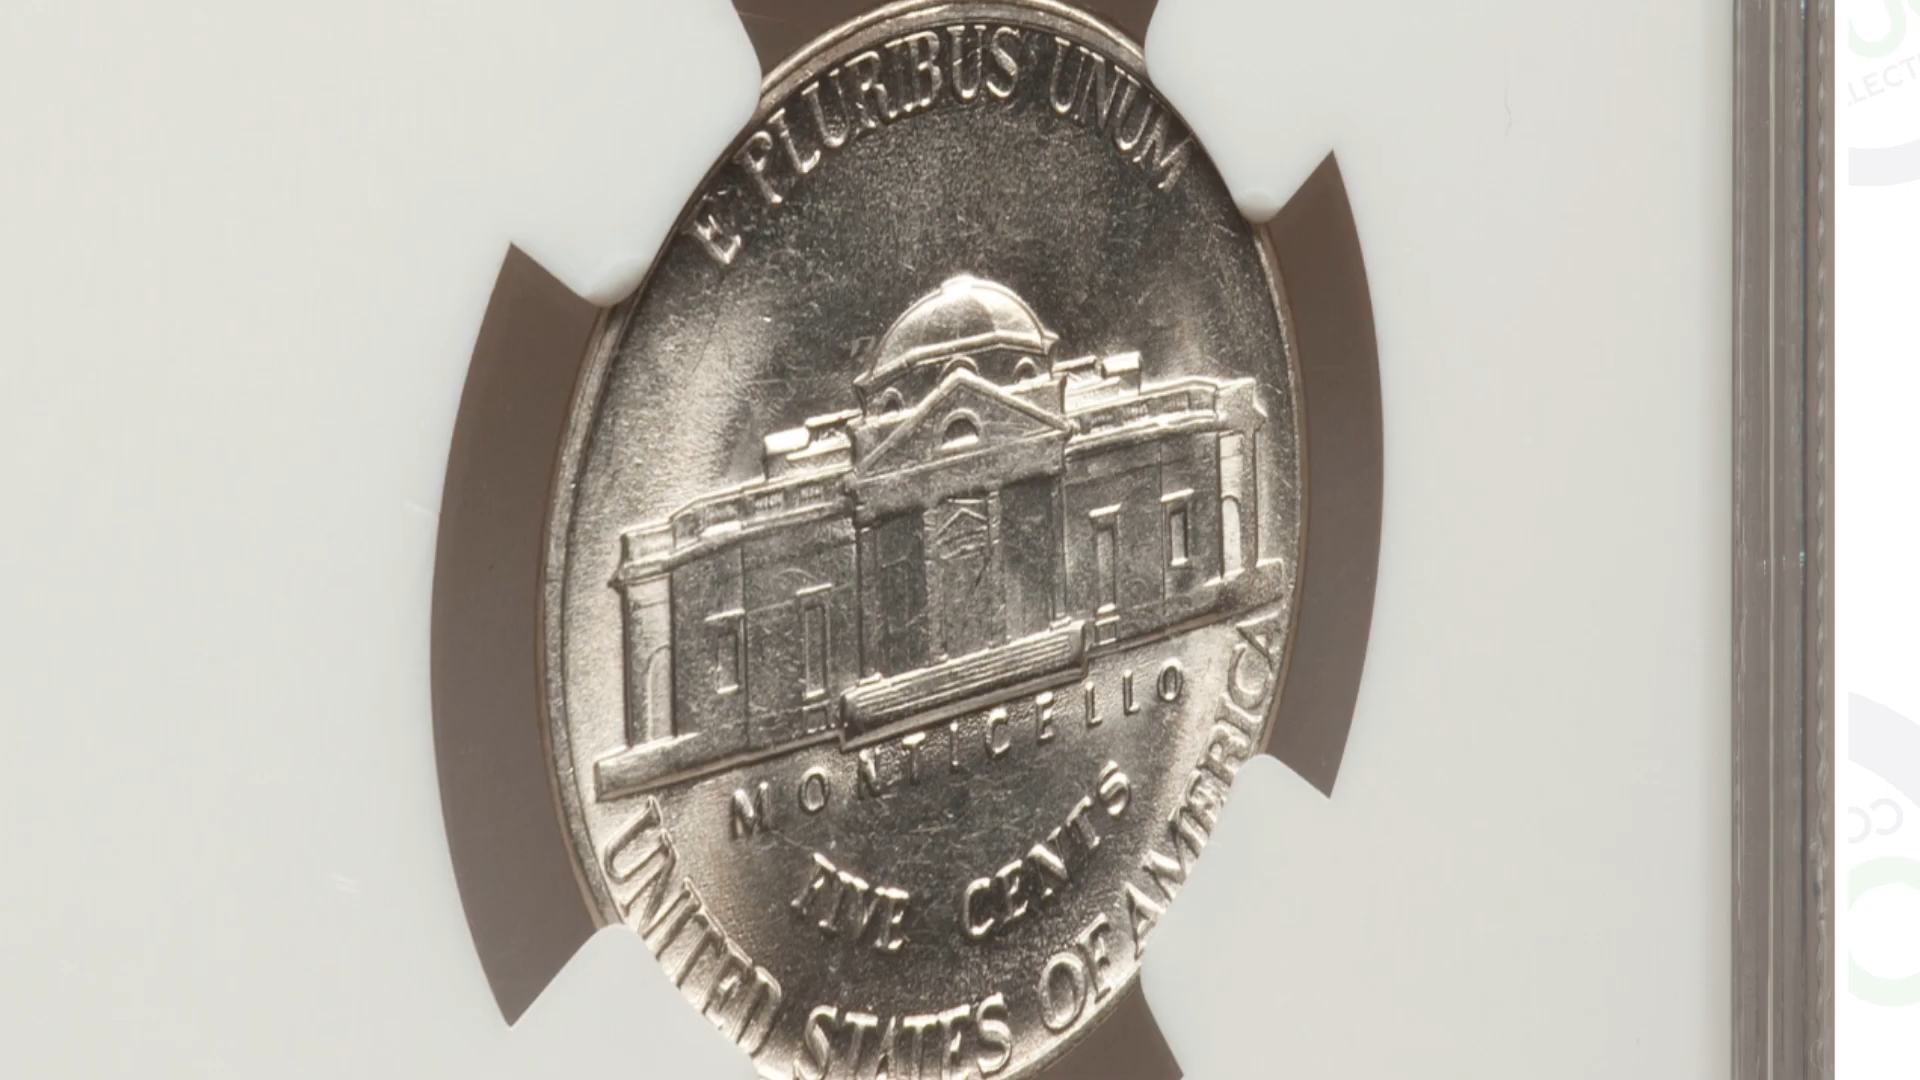 E PLURIBUS UNUM
MONTICELLO
FIVE CENTS
UNITED STATES OF AMERICA